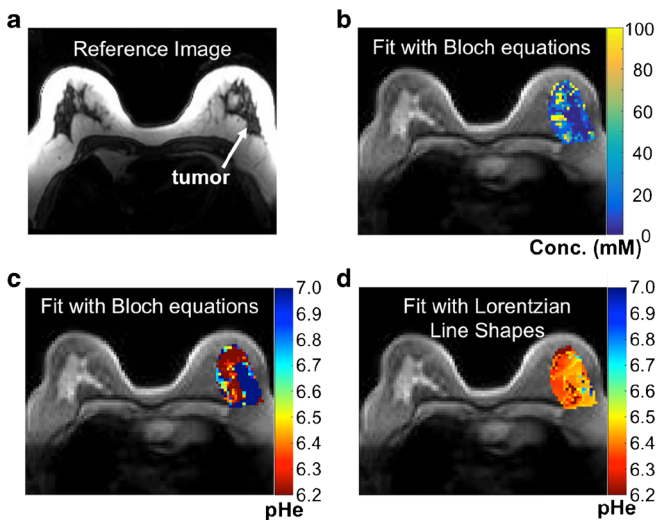 a
Reference Image
tumor
b
Fit with Bloch equations
100
80
60
40
20
0
Conc. (mM)
c
Fit with Bloch equations
7.0
6.9
6.8
6.7
6.6
6.5
6.4
6.3
6.2
pHe
d
Fit with Lorentzian
Line Shapes
7.0
6.9
6.8
6.7
6.6
6.5
6.4
6.3
6.2
pHe